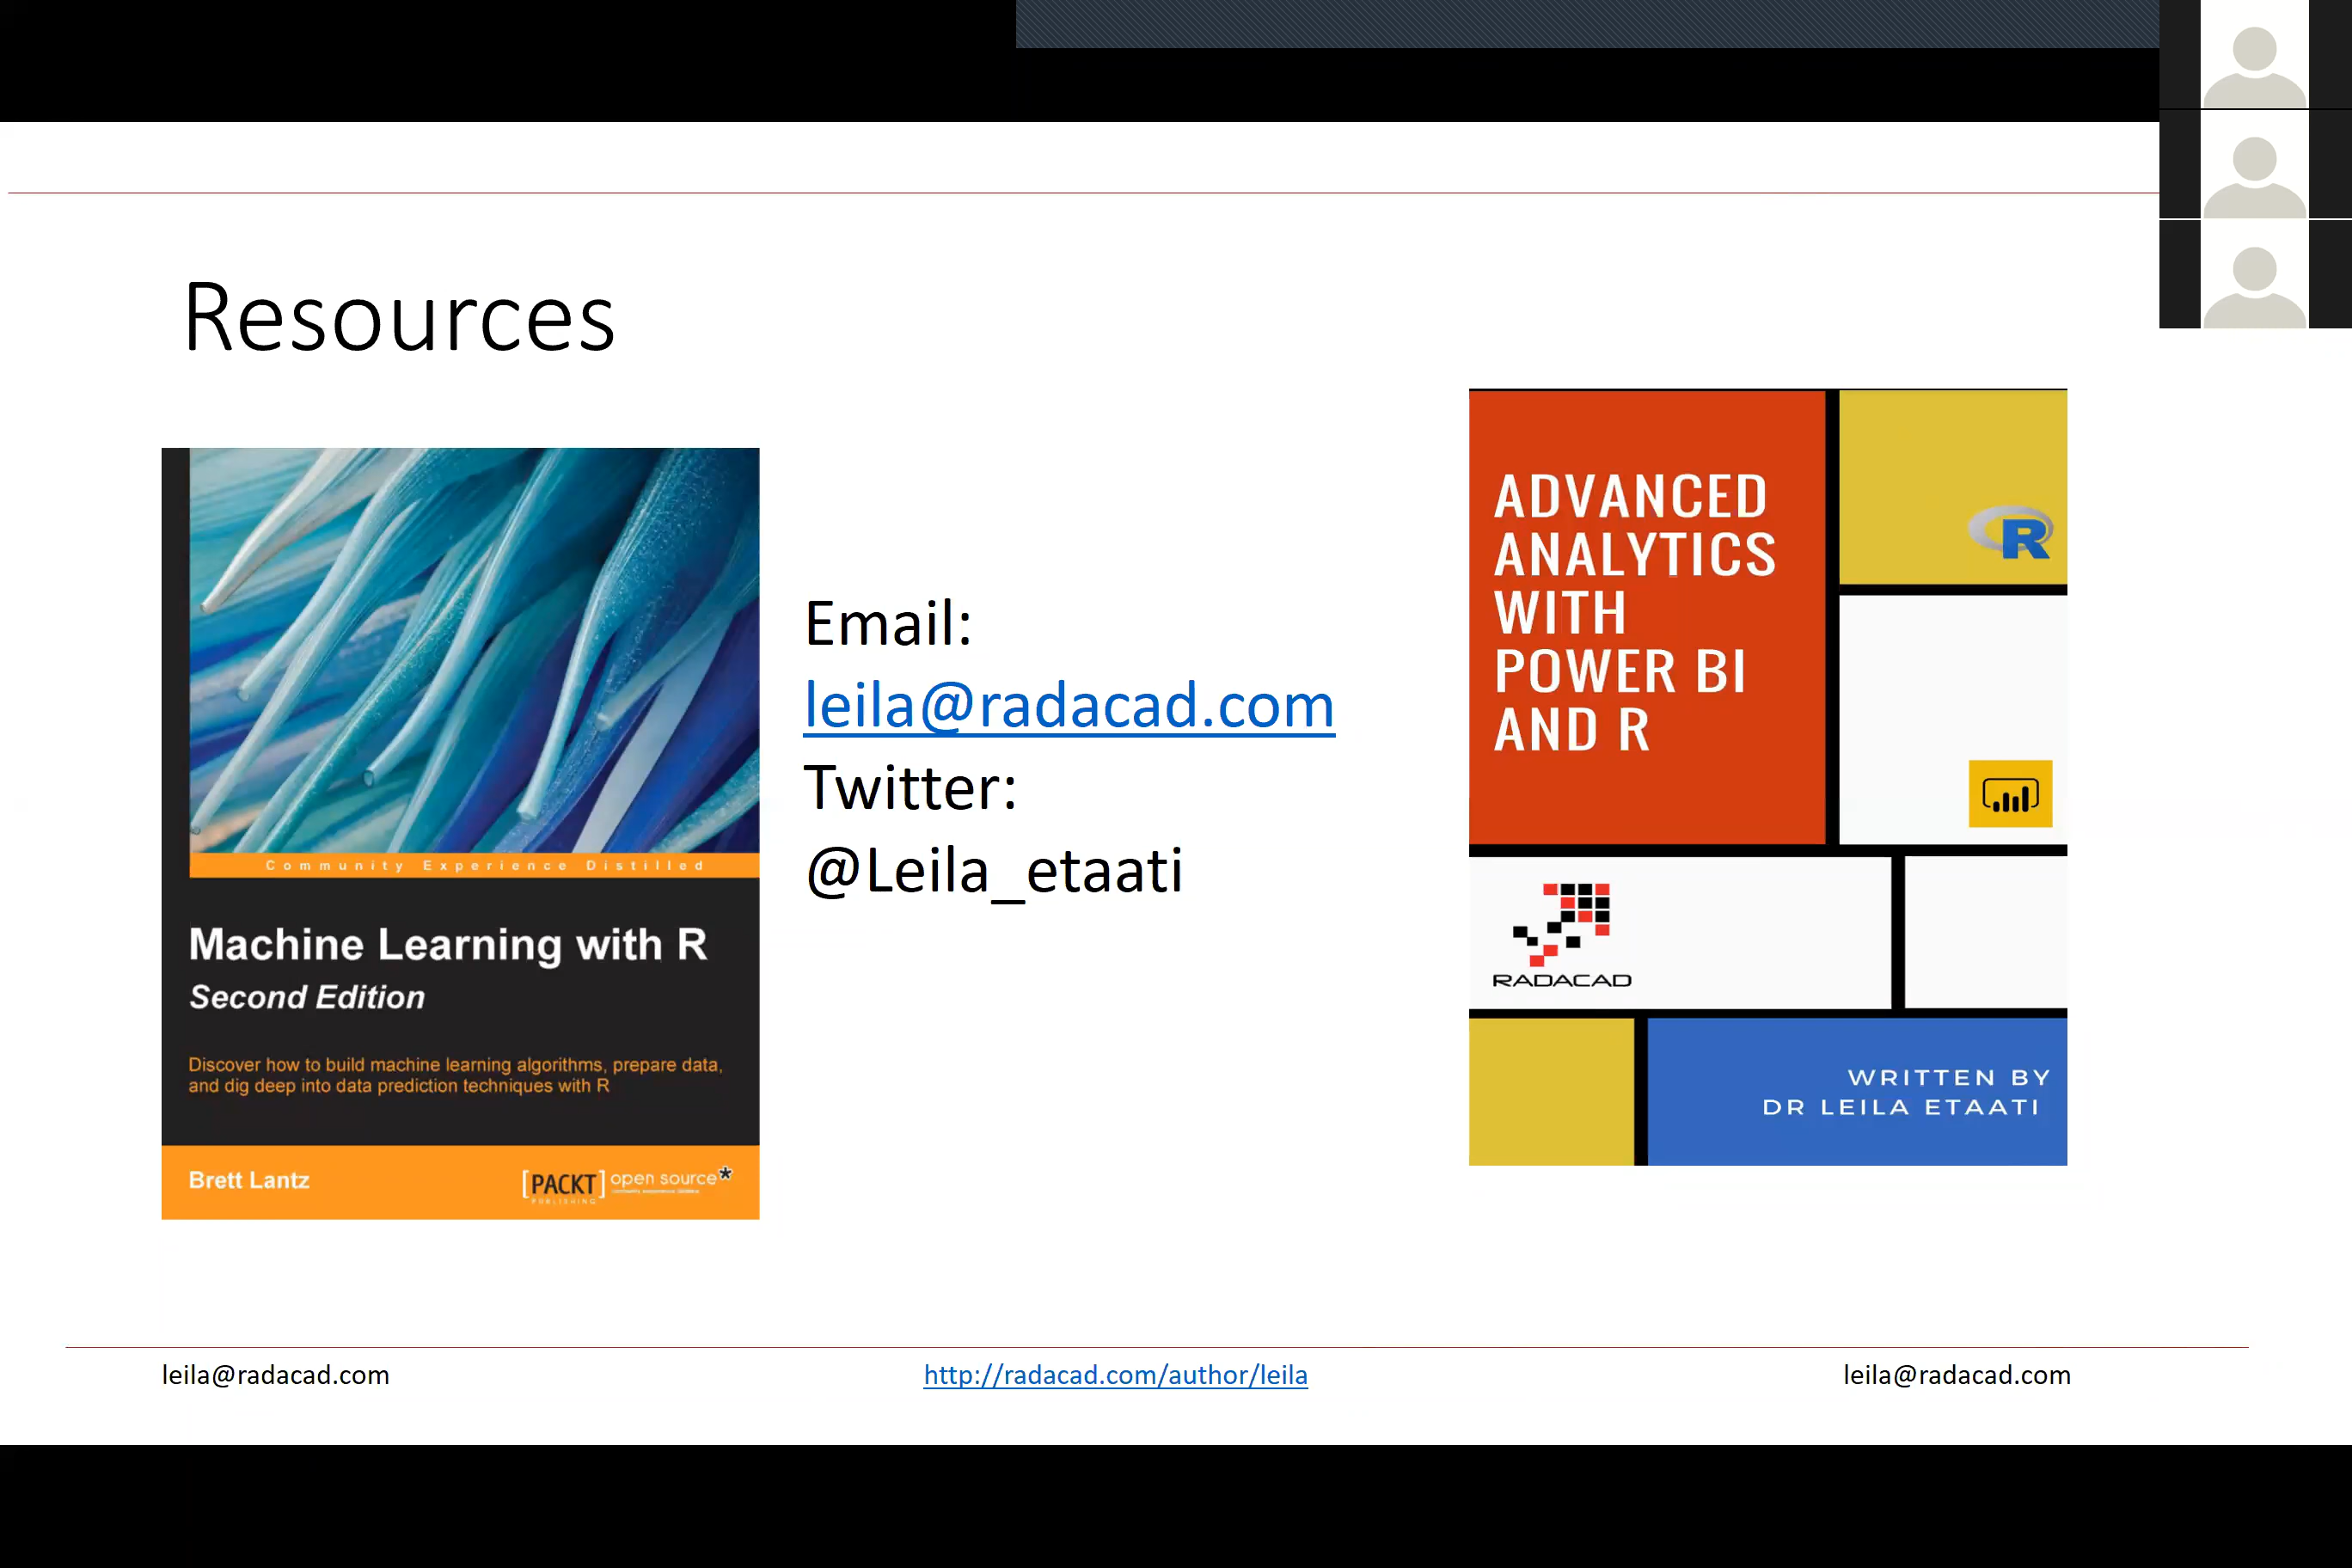 Resources
Community Experience Distilled
Machine Learning with R
Second Edition
Discover how to build machine learning algorithms, prepare data,
and dig deep into data prediction techniques with R
Brett Lantz
[PACKT] open source*
PUBLISHING
Email:
leila@radacad.com
Twitter:
@Leila_etaati
ADVANCED
ANALYTICS
WITH
POWER BI
AND R
R
RADACAD
WRITTEN BY
DR LEILA ETAATI
leila@radacad.com
http://radacad.com/author/leila
leila@radacad.com